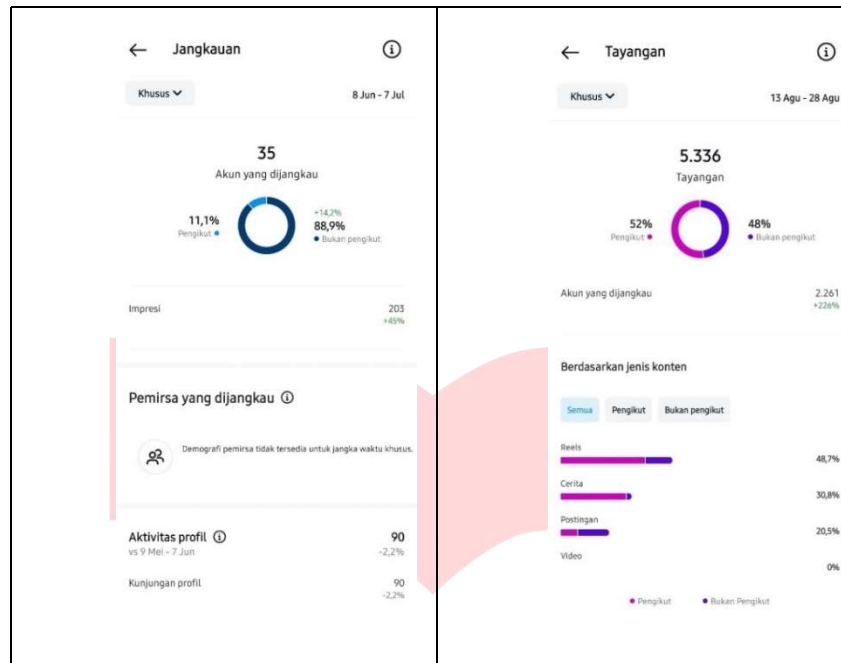 ← Jangkauan
Khusus
8 Jun - 7 Jul
35
Akun yang dijangkau
11,1%
Pengikut
+14,2%
88,9%
Bukan pengikut
Impresi
203
+45%
Pemirsa yang dijangkau
Demografi pemirsa tidak tersedia untuk jangka waktu khusus.
Aktivitas profil
90
vs 9 Mei - 7 Jun
-2,2%
Kunjungan profil
90
-2,2%
← Tayangan
Khusus
13 Agu - 28 Agu
5.336
Tayangan
52%
Pengikut
48%
Bukan pengikut
Akun yang dijangkau
2.261
+226%
Berdasarkan jenis konten
Semua Pengikut Bukan pengikut
Reels
48,7%
Cerita
30,8%
Postingan
20,5%
Video
0%
Pengikut Bukan Pengikut